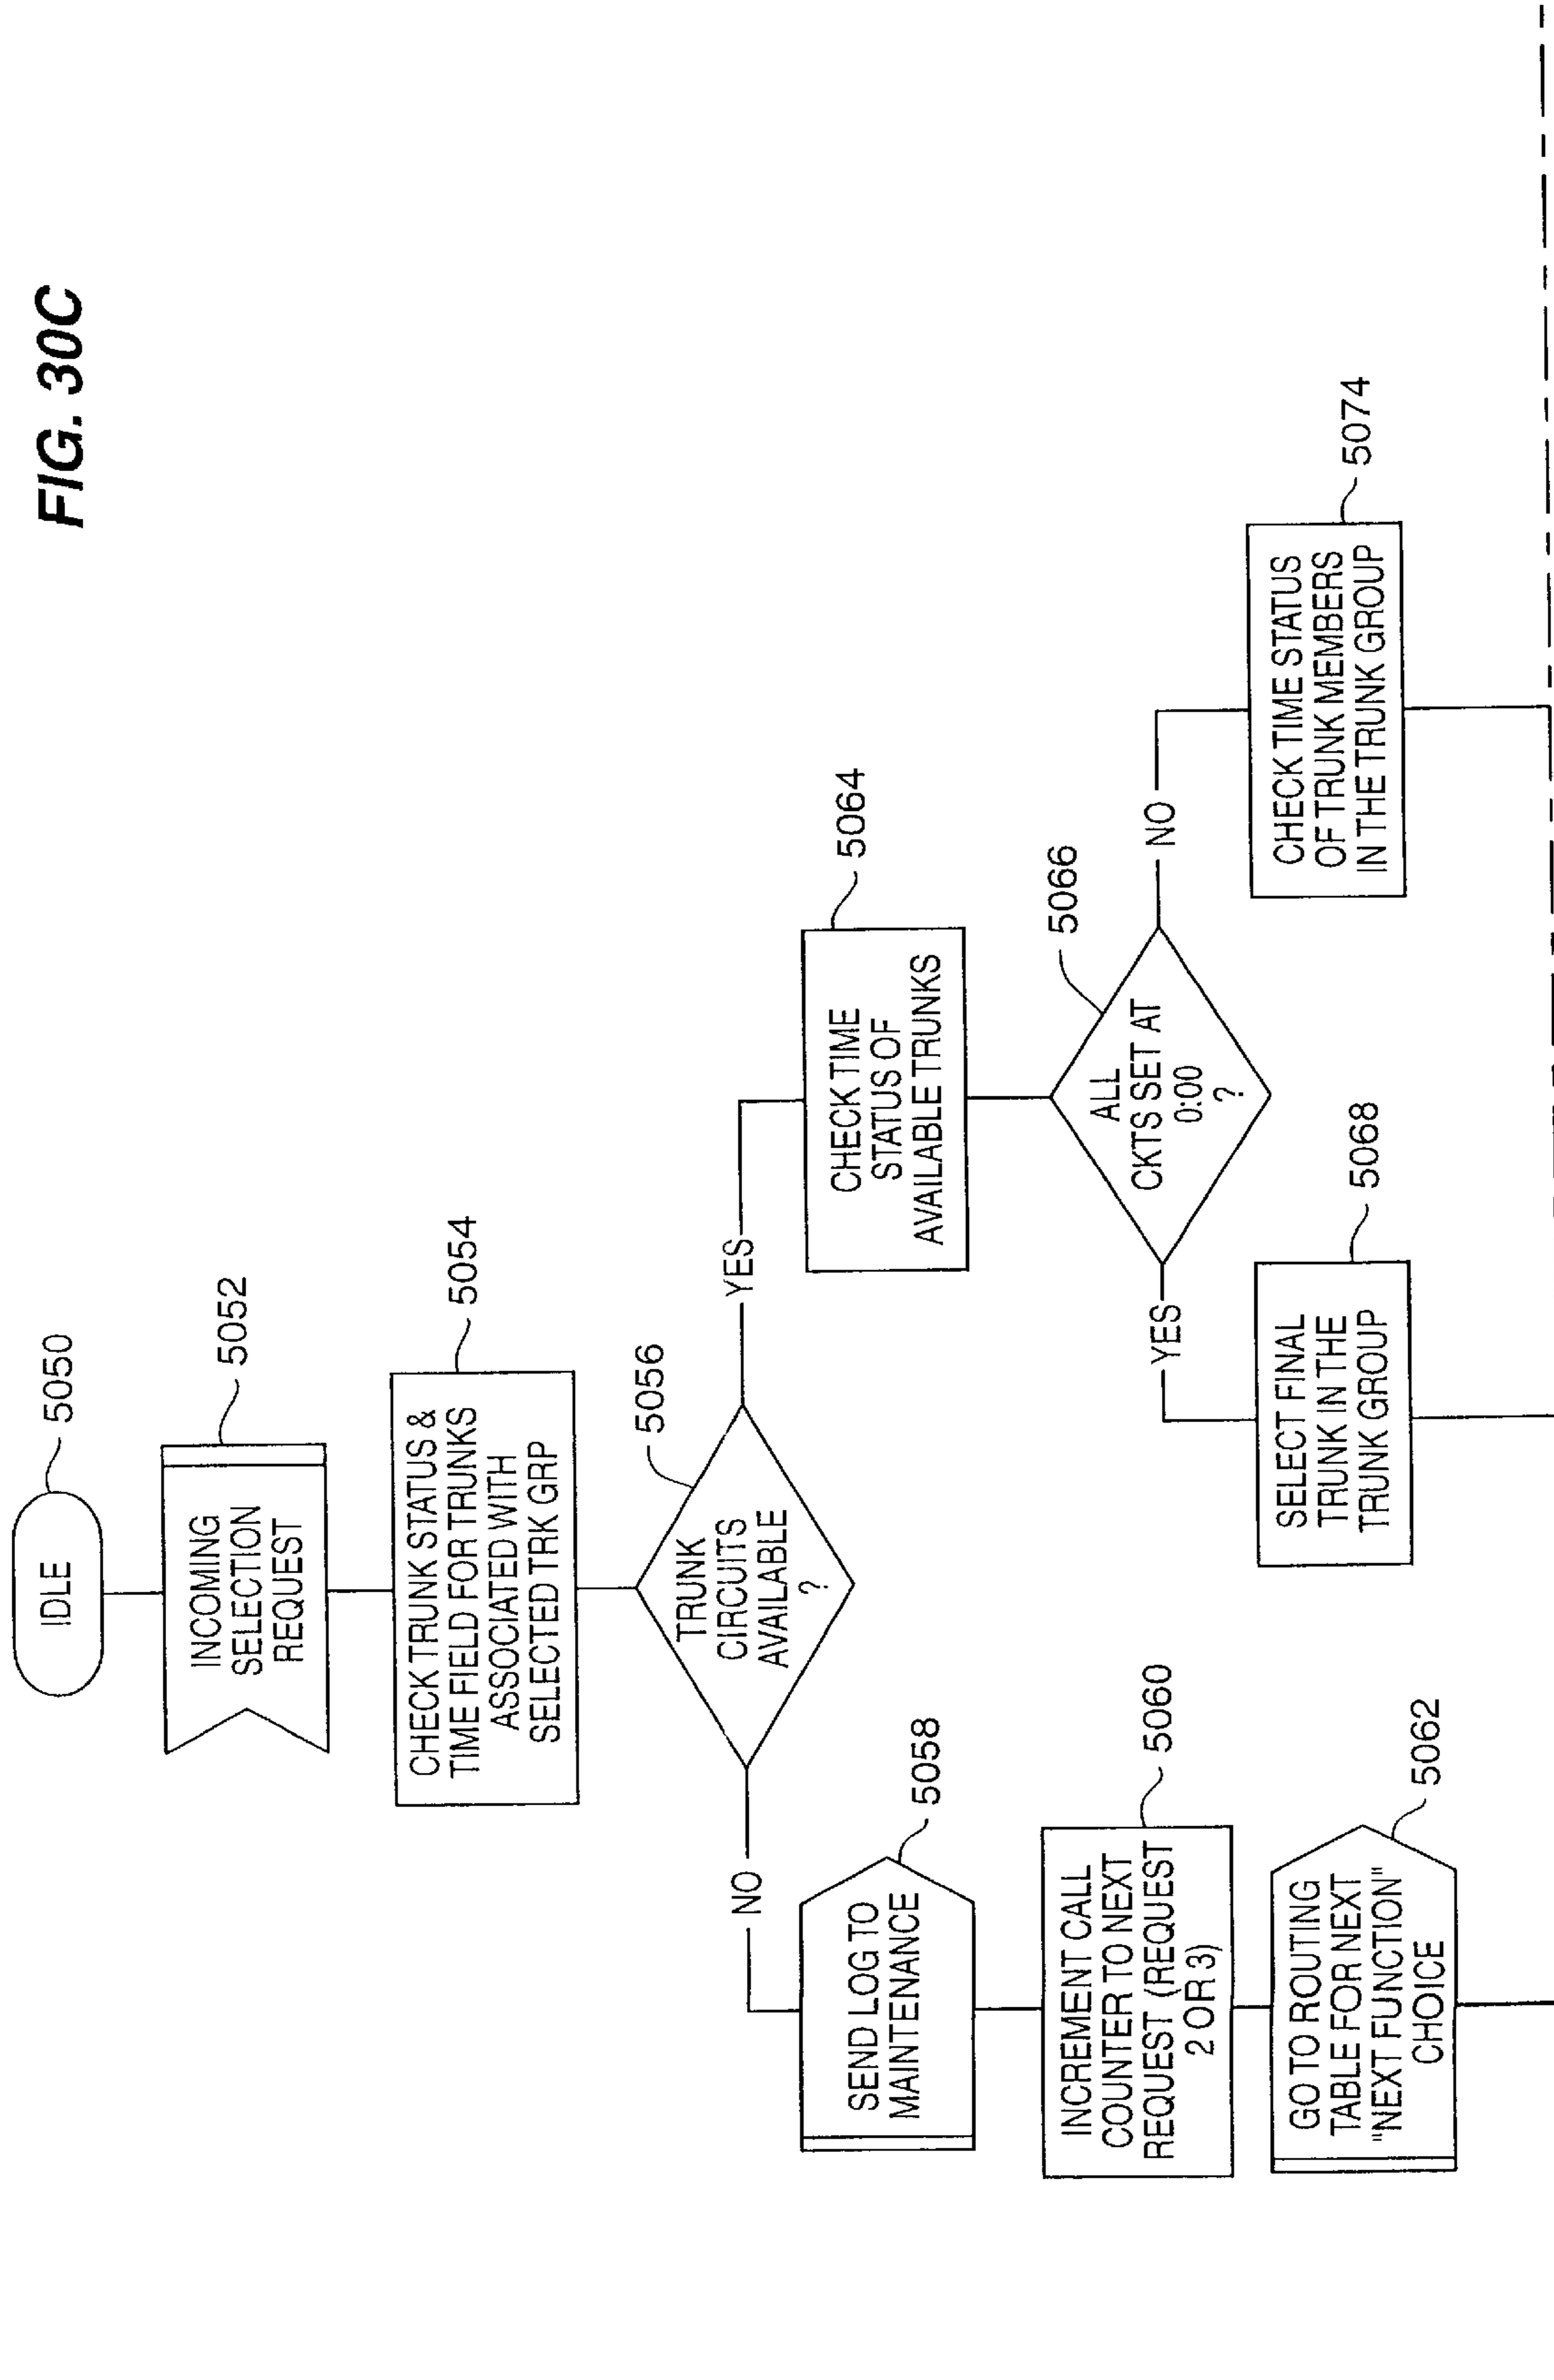 FIG. 30C
IDLE
5050
INCOMING
SELECTION
REQUEST
5052
CHECK TRUNK STATUS &
TIME FIELD FOR TRUNKS
ASSOCIATED WITH
SELECTED TRK GRP
5054
TRUNK
CIRCUITS
AVAILABLE
?
5056
NO
YES
SEND LOG TO
MAINTENANCE
5058
INCREMENT CALL
COUNTER TO NEXT
REQUEST (REQUEST
2 OR 3)
5060
GO TO ROUTING
TABLE FOR NEXT
"NEXT FUNCTION"
CHOICE
5062
CHECK TIME
STATUS OF
AVAILABLE TRUNKS
5064
ALL
CKTS SET AT
0:00
?
5066
YES
NO
SELECT FINAL
TRUNK IN THE
TRUNK GROUP
5068
CHECK TIME STATUS
OF TRUNK MEMBERS
IN THE TRUNK GROUP
5074